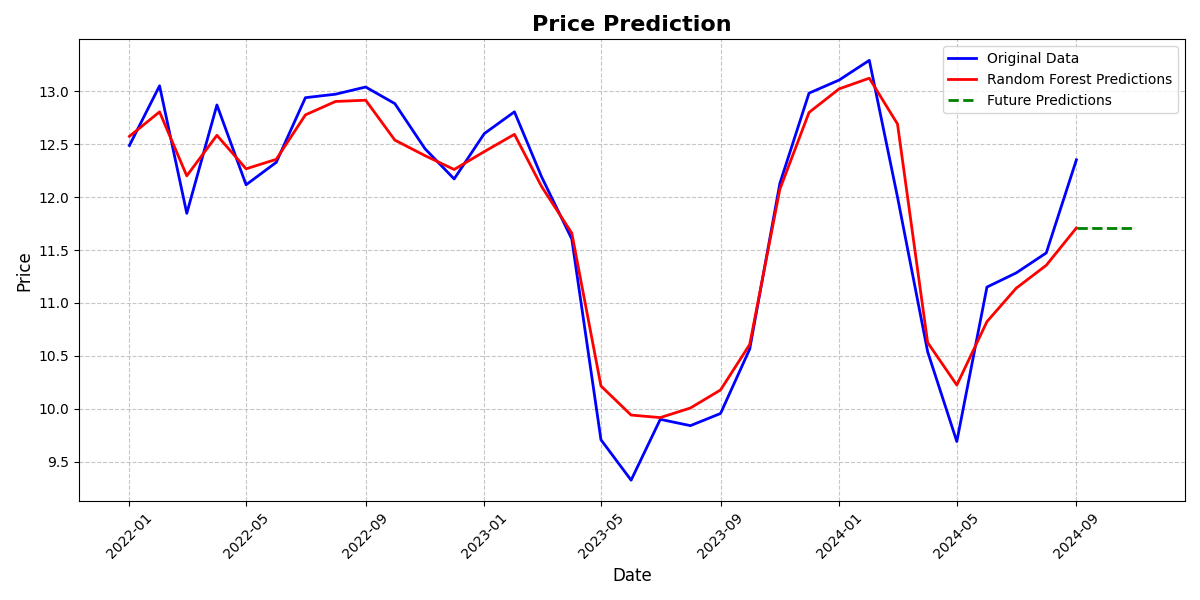 Price Prediction
Original Data
Random Forest Predictions
Future Predictions
Price
13.0
12.5
12.0
11.5
11.0
10.5
10.0
9.5
2022-01
2022-05
2022-09
2023-01
2023-05
2023-09
2024-01
2024-05
2024-09
Date